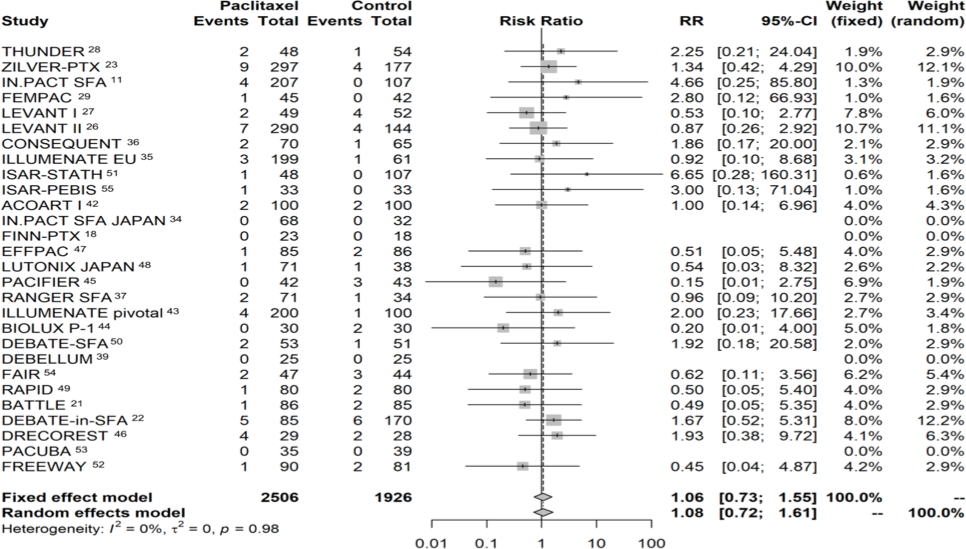 Paclitaxel Control Weight Weight
Study Events Total Events Total Risk Ratio RR 95%-CI (fixed) (random)
THUNDER 28 2 48 1 54 2.25 [0.21; 24.04] 1.9% 2.9%
ZILVER-PTX 23 9 297 4 177 1.34 [0.42; 4.29] 10.0% 12.1%
IN.PACT SFA 11 4 207 0 107 4.66 [0.25; 85.80] 1.3% 1.9%
FEMPAC 29 1 45 0 42 2.80 [0.12; 66.93] 1.0% 1.6%
LEVANT I 27 2 49 4 52 0.53 [0.10; 2.77] 7.8% 6.0%
LEVANT II 26 7 290 4 144 0.87 [0.26; 2.92] 10.7% 11.1%
CONSEQUENT 36 2 70 1 65 1.86 [0.17; 20.00] 2.1% 2.9%
ILLUMENATE EU 35 3 199 1 61 0.92 [0.10; 8.68] 3.1% 3.2%
ISAR-STATH 51 1 48 0 107 6.65 [0.28; 160.31] 0.6% 1.6%
ISAR-PEBIS 55 1 33 0 33 3.00 [0.13; 71.04] 1.0% 1.6%
ACOART I 42 2 100 2 100 1.00 [0.14; 6.96] 4.0% 4.3%
IN.PACT SFA JAPAN 34 0 68 0 32 0.0% 0.0%
FINN-PTX 18 0 23 0 18 0.0% 0.0%
EFFPAC 47 1 85 2 86 0.51 [0.05; 5.48] 4.0% 2.9%
LUTONIX JAPAN 48 1 71 1 38 0.54 [0.03; 8.32] 2.6% 2.2%
PACIFIER 45 0 42 3 43 0.15 [0.01; 2.75] 6.9% 1.9%
RANGER SFA 37 2 71 1 34 0.96 [0.09; 10.20] 2.7% 2.9%
ILLUMENATE pivotal 43 4 200 1 100 2.00 [0.23; 17.66] 2.7% 3.4%
BIOLUX P-1 44 0 30 2 30 0.20 [0.01; 4.00] 5.0% 1.8%
DEBATE-SFA 50 2 53 1 51 1.92 [0.18; 20.58] 2.0% 2.9%
DEBELLUM 39 0 25 0 25 0.0% 0.0%
FAIR 54 2 47 3 44 0.62 [0.11; 3.56] 6.2% 5.4%
RAPID 49 1 80 2 80 0.50 [0.05; 5.40] 4.0% 2.9%
BATTLE 21 1 86 2 85 0.49 [0.05; 5.35] 4.0% 2.9%
DEBATE-in-SFA 22 5 85 6 170 1.67 [0.52; 5.31] 8.0% 12.2%
DRECOREST 46 4 29 2 28 1.93 [0.38; 9.72] 4.1% 6.3%
PACUBA 53 0 35 0 39 0.0% 0.0%
FREEWAY 52 1 90 2 81 0.45 [0.04; 4.87] 4.2% 2.9%
Fixed effect model 2506 1926 1.06 [0.73; 1.55] 100.0% --
Random effects model 1.08 [0.72; 1.61] -- 100.0%
Heterogeneity: I² = 0%, τ² = 0, p = 0.98
0.01 0.1 1 10 100